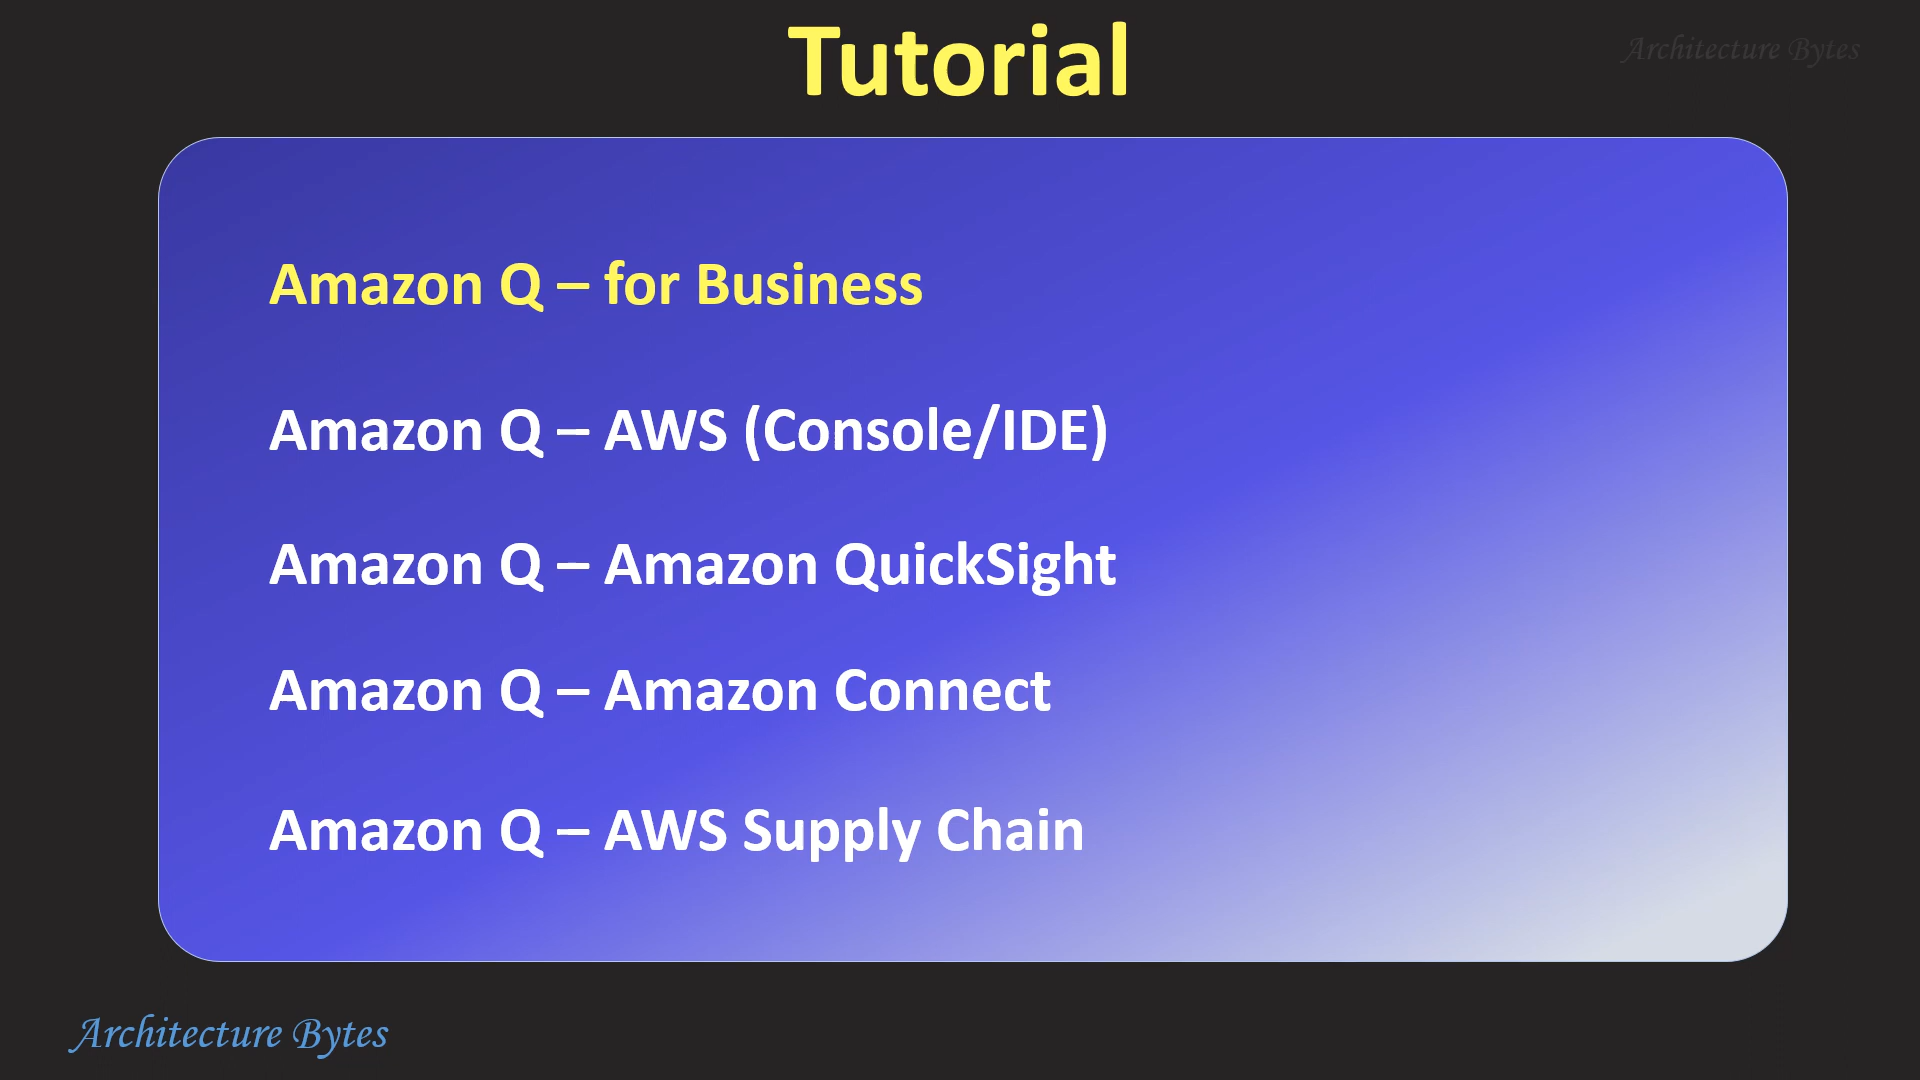 Tutorial
Architecture Bytes
Amazon Q – for Business
Amazon Q – AWS (Console/IDE)
Amazon Q – Amazon QuickSight
Amazon Q – Amazon Connect
Amazon Q – AWS Supply Chain
Architecture Bytes